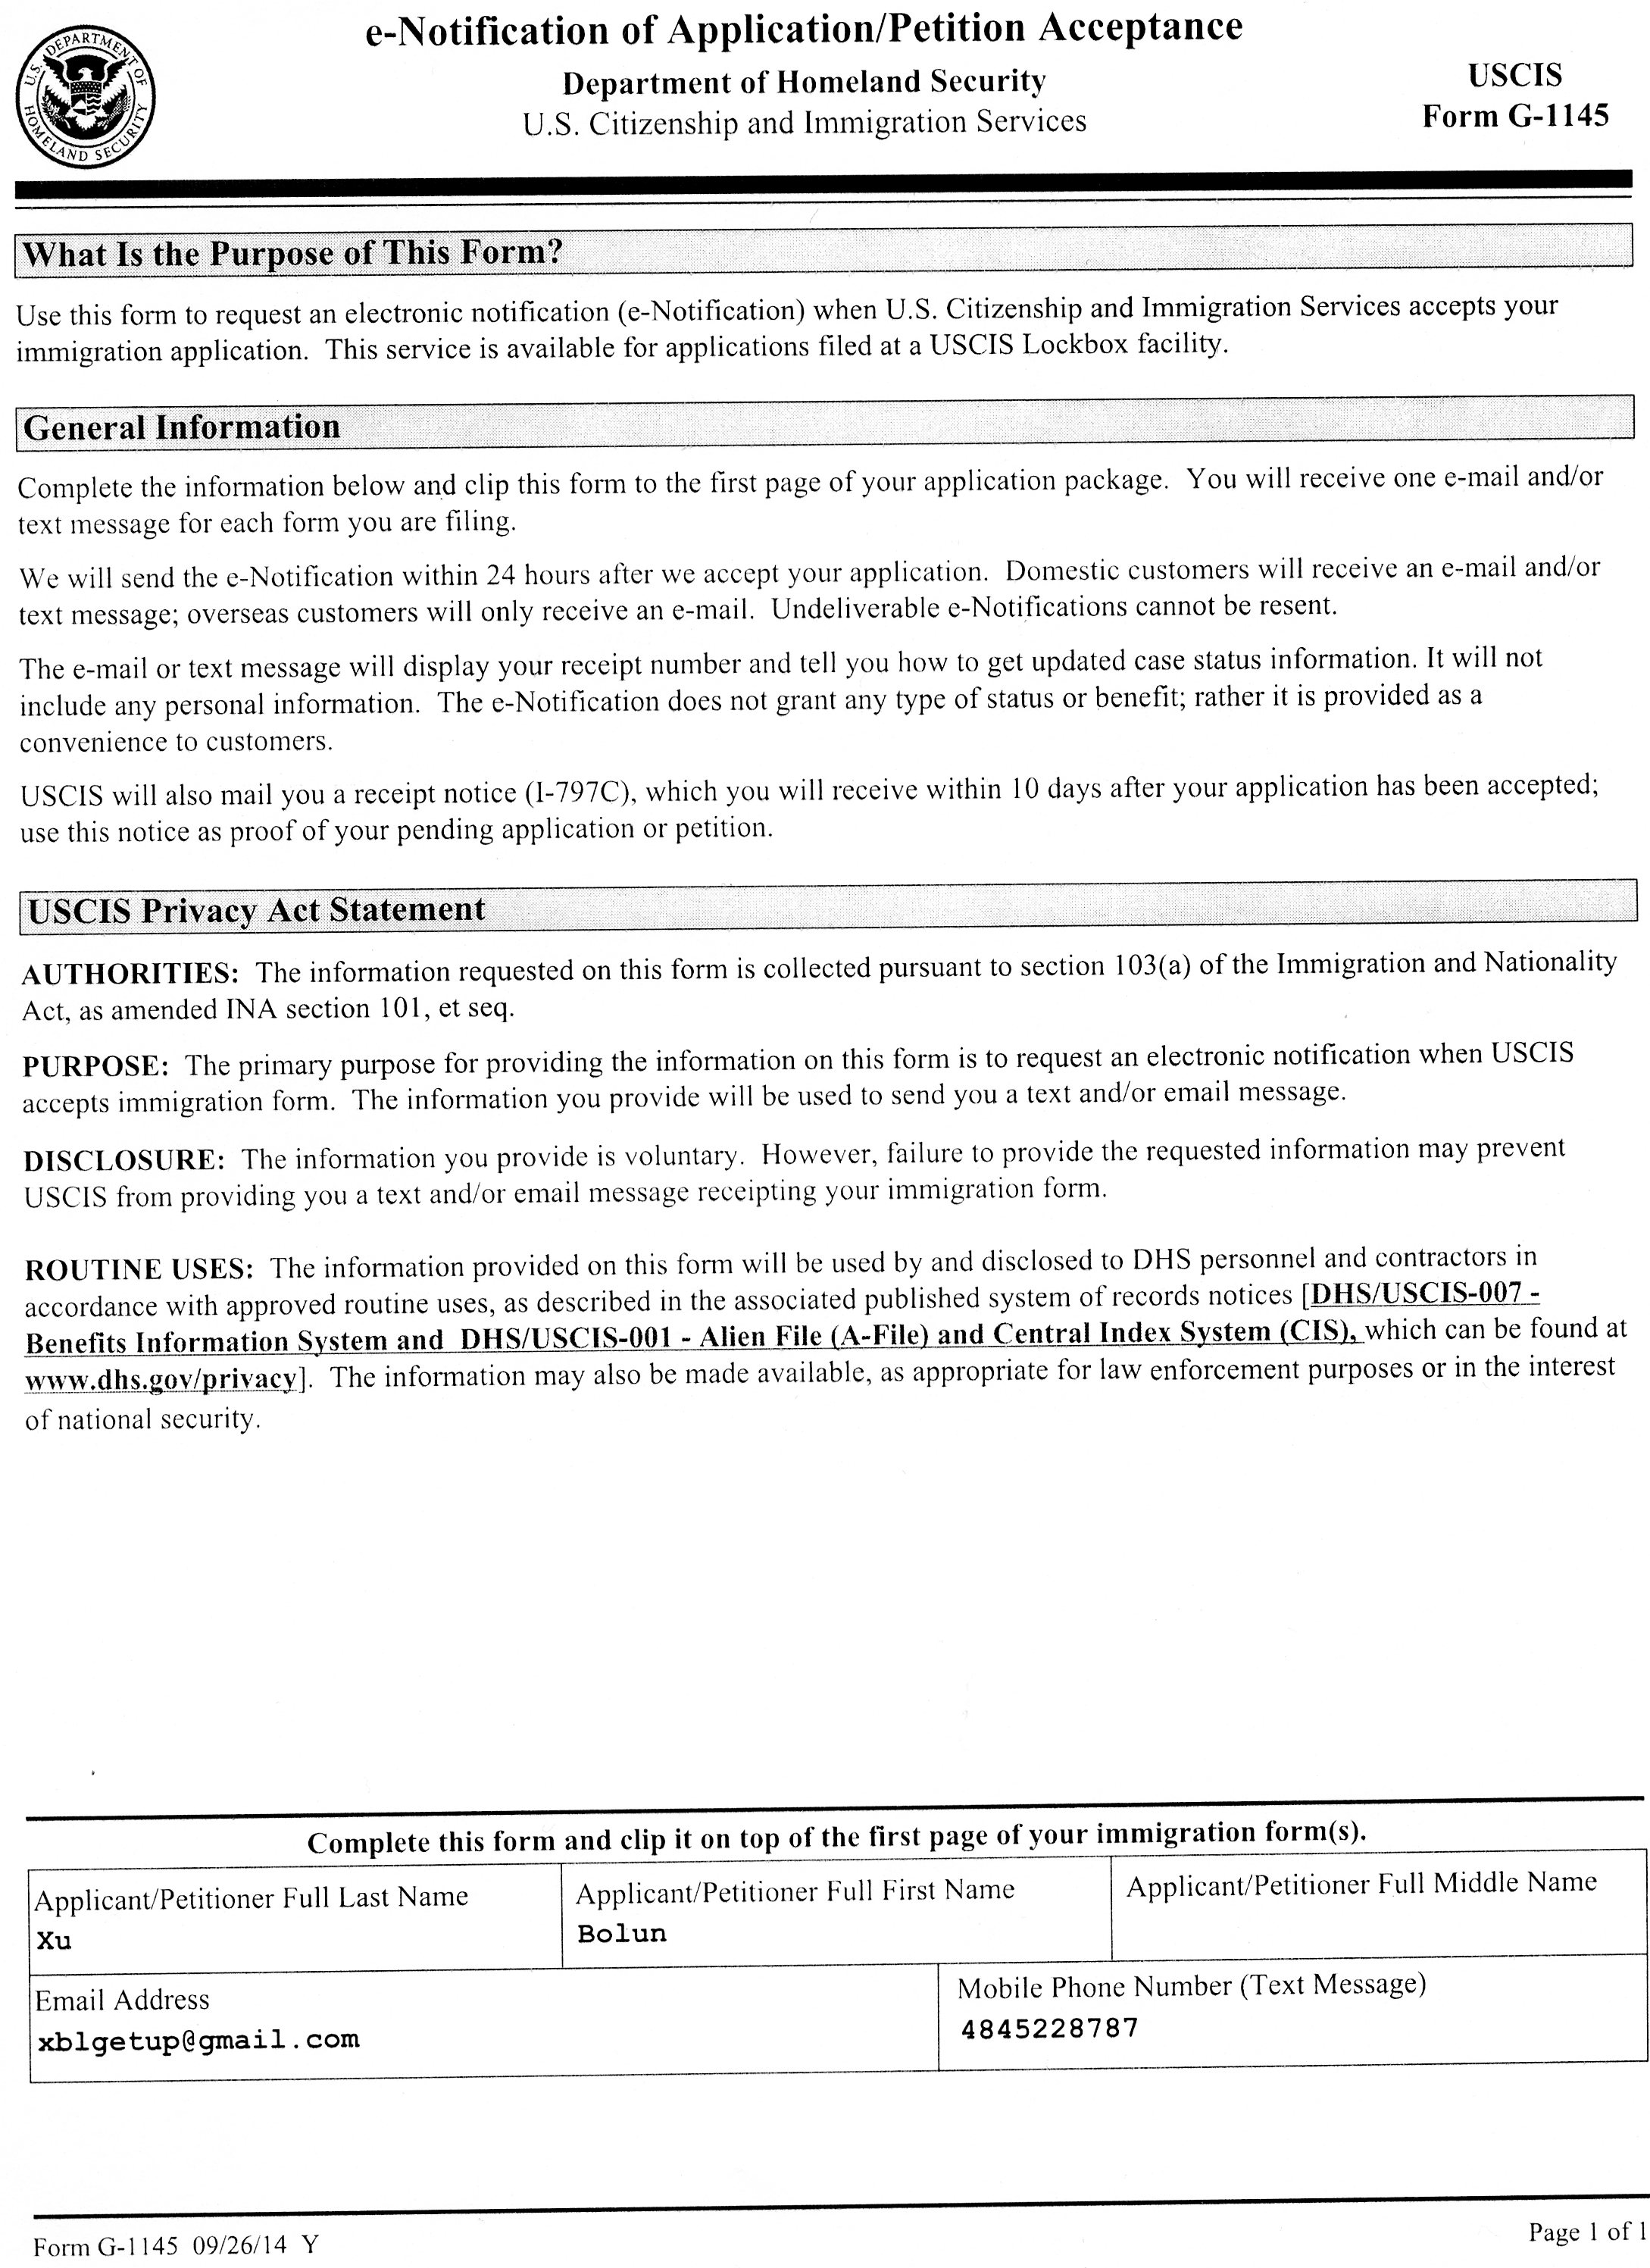 U.S. DEPARTMENT OF HOMELAND SECURITY
e-Notification of Application/Petition Acceptance
Department of Homeland Security
U.S. Citizenship and Immigration Services
USCIS
Form G-1145
What Is the Purpose of This Form?
Use this form to request an electronic notification (e-Notification) when U.S. Citizenship and Immigration Services accepts your
immigration application. This service is available for applications filed at a USCIS Lockbox facility.
General Information
Complete the information below and clip this form to the first page of your application package. You will receive one e-mail and/or
text message for each form you are filing.
We will send the e-Notification within 24 hours after we accept your application. Domestic customers will receive an e-mail and/or
text message; overseas customers will only receive an e-mail. Undeliverable e-Notifications cannot be resent.
The e-mail or text message will display your receipt number and tell you how to get updated case status information. It will not
include any personal information. The e-Notification does not grant any type of status or benefit; rather it is provided as a
convenience to customers.
USCIS will also mail you a receipt notice (I-797C), which you will receive within 10 days after your application has been accepted;
use this notice as proof of your pending application or petition.
USCIS Privacy Act Statement
AUTHORITIES: The information requested on this form is collected pursuant to section 103(a) of the Immigration and Nationality
Act, as amended INA section 101, et seq.
PURPOSE: The primary purpose for providing the information on this form is to request an electronic notification when USCIS
accepts immigration form. The information you provide will be used to send you a text and/or email message.
DISCLOSURE: The information you provide is voluntary. However, failure to provide the requested information may prevent
USCIS from providing you a text and/or email message receipting your immigration form.
ROUTINE USES: The information provided on this form will be used by and disclosed to DHS personnel and contractors in
accordance with approved routine uses, as described in the associated published system of records notices [DHS/USCIS-007 -
Benefits Information System and DHS/USCIS-001 - Alien File (A-File) and Central Index System (CIS), which can be found at
www.dhs.gov/privacy]. The information may also be made available, as appropriate for law enforcement purposes or in the interest
of national security.
Complete this form and clip it on top of the first page of your immigration form(s).
Applicant/Petitioner Full Last Name
Xu
Applicant/Petitioner Full First Name
Bolun
Applicant/Petitioner Full Middle Name
Email Address
xblgetup@gmail.com
Mobile Phone Number (Text Message)
4845228787
Form G-1145 09/26/14 Y
Page 1 of 1